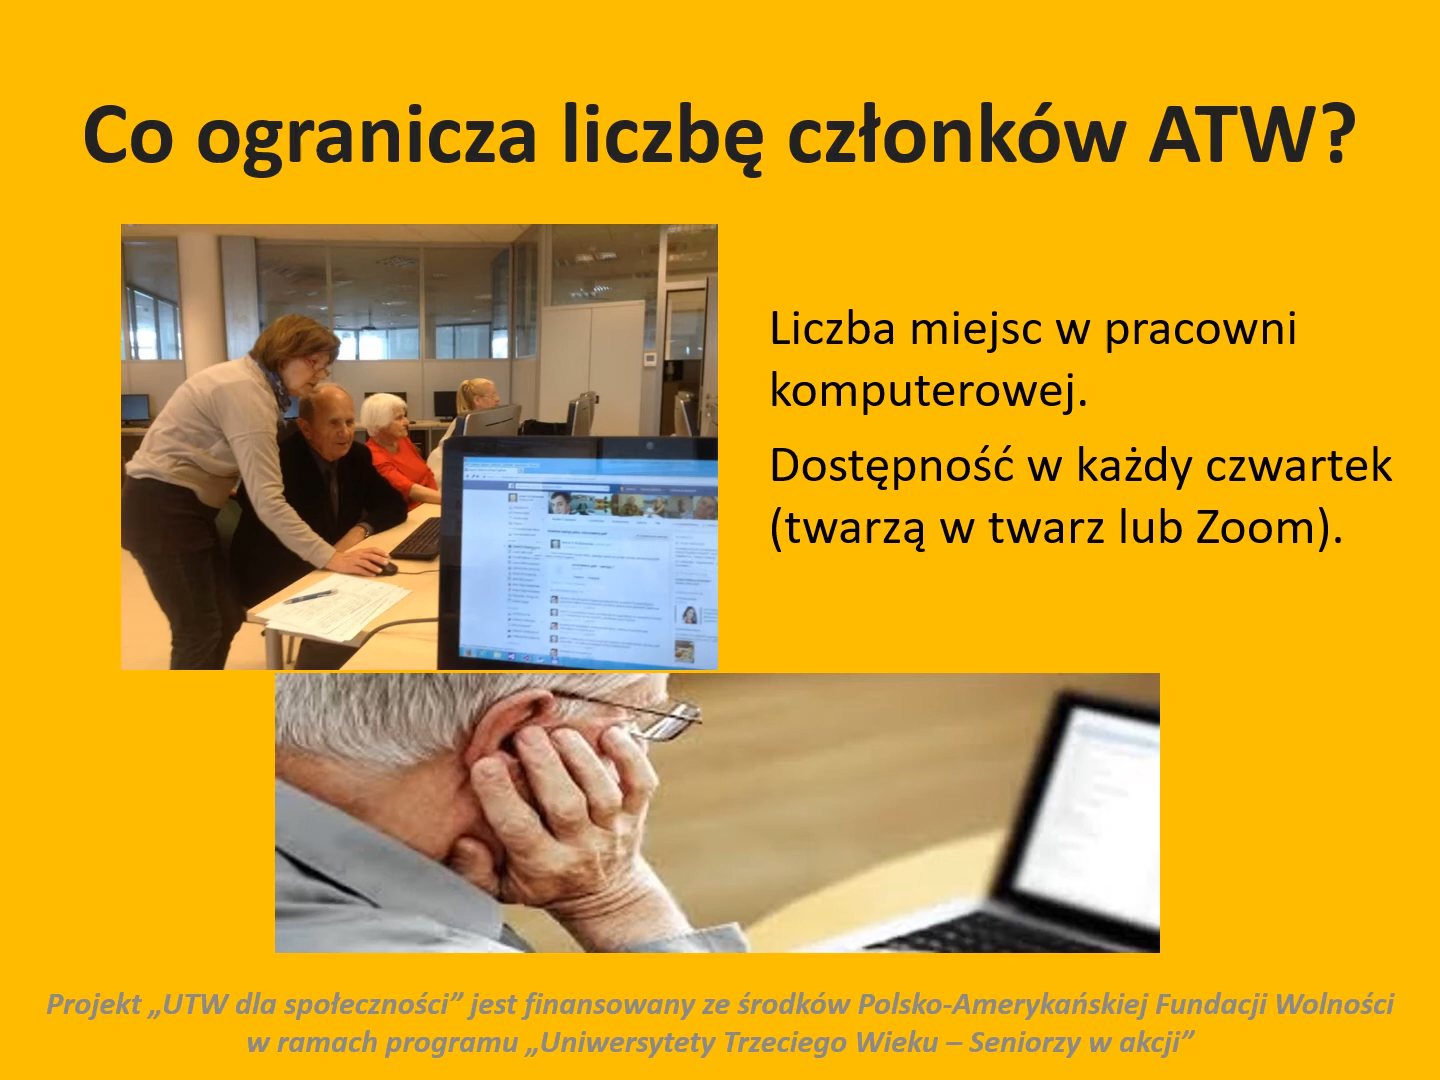 Co ogranicza liczbę członków ATW?
Liczba miejsc w pracowni
komputerowej.
Dostępność w każdy czwartek
(twarzą w twarz lub Zoom).
Projekt „UTW dla społeczności” jest finansowany ze środków Polsko-Amerykańskiej Fundacji Wolności
w ramach programu „Uniwersytety Trzeciego Wieku – Seniorzy w akcji”